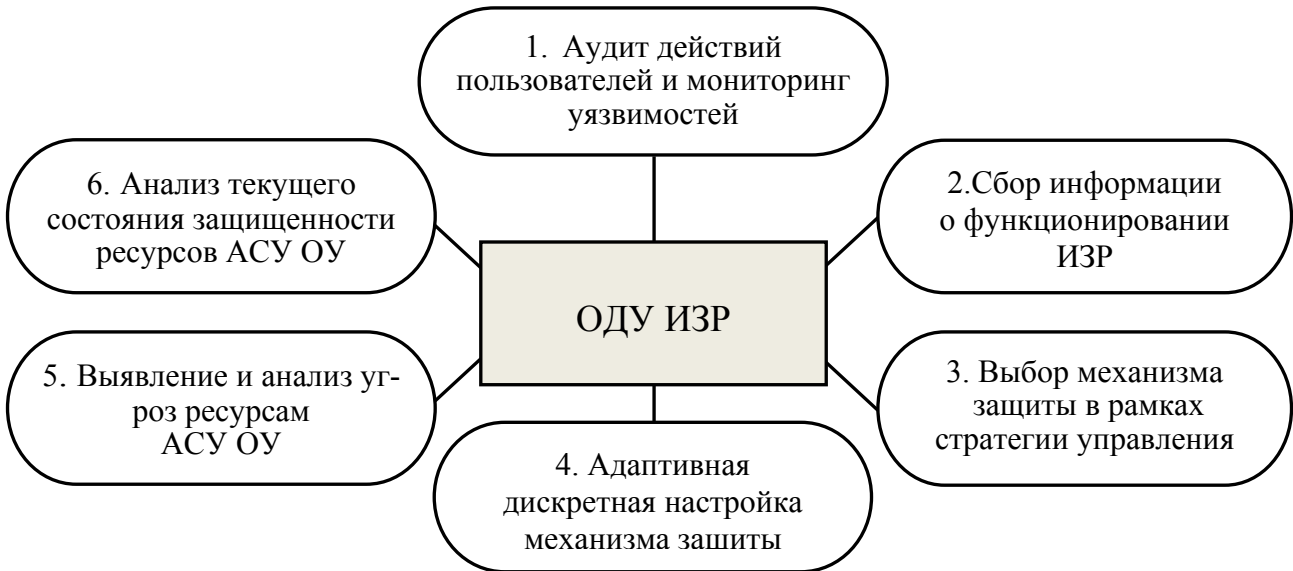 1. Аудит действий
пользователей и мониторинг
уязвимостей
2.Сбор информации
о функционировании
ИЗР
3. Выбор механизма
защиты в рамках
стратегии управления
4. Адаптивная
дискретная настройка
механизма зашиты
5. Выявление и анализ уг-
роз ресурсам
АСУ ОУ
6. Анализ текущего
состояния защищенности
ресурсов АСУ ОУ
ОДУ ИЗР